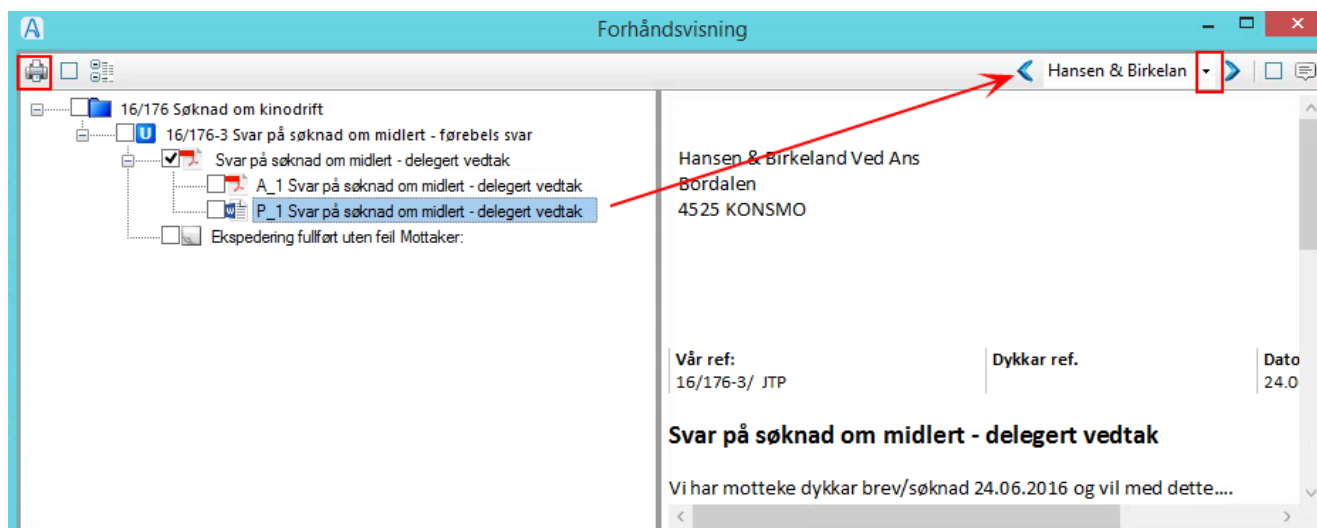 A
Forhåndsvisning
Hansen & Birkelan
16/176 Søknad om kinodrift
U 16/176-3 Svar på søknad om midlert - førebels svar
Svar på søknad om midlert - delegert vedtak
A_1 Svar på søknad om midlert - delegert vedtak
P_1 Svar på søknad om midlert - delegert vedtak
Ekspedering fullført uten feil Mottaker:
Hansen & Birkeland Ved Ans
Bordalen
4525 KONSMO
Vår ref: Dykkar ref. Dato
16/176-3/ JTP 24.0
Svar på søknad om midlert - delegert vedtak
Vi har motteke dykkar brev/søknad 24.06.2016 og vil med dette....